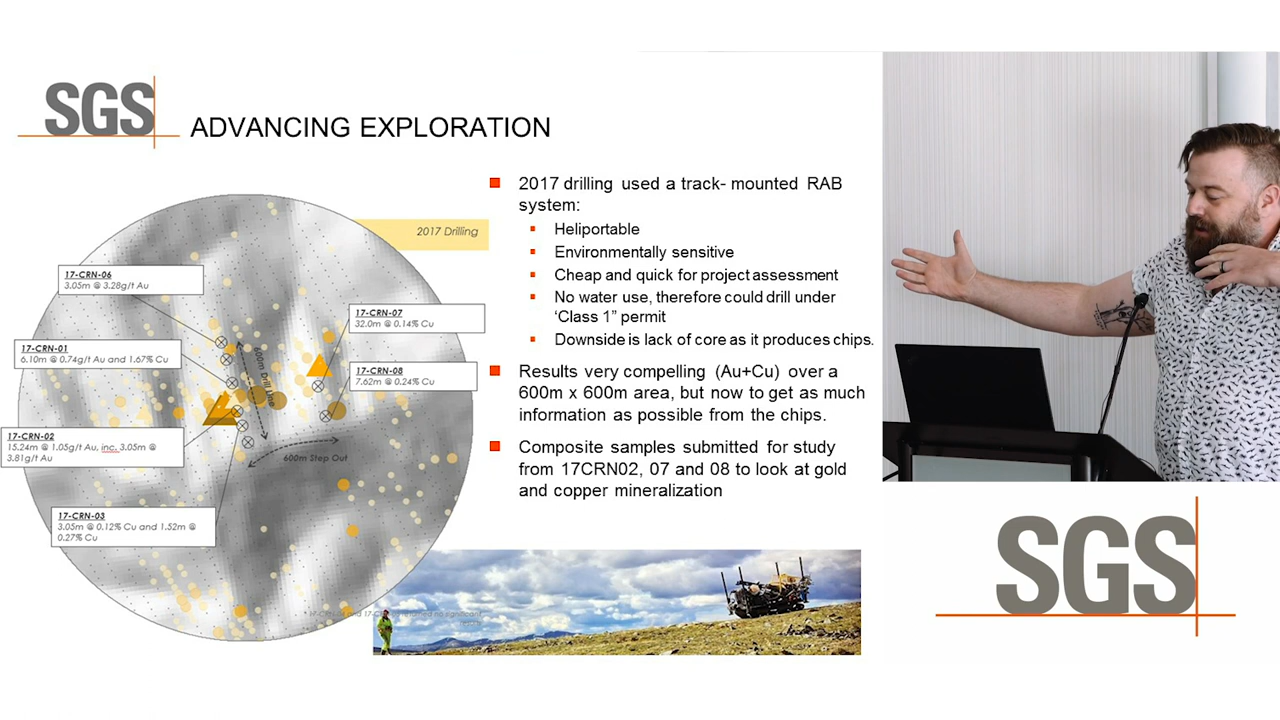 SGS
ADVANCING EXPLORATION
2017 Drilling
17-CRN-06
3.05m @ 3.28g/t Au
17-CRN-07
32.0m @ 0.14% Cu
17-CRN-01
6.10m @ 0.74g/t Au and 1.67% Cu
17-CRN-08
7.62m @ 0.24% Cu
600m Drill Line
17-CRN-02
15.24m @ 1.05g/t Au, inc. 3.05m @
3.81g/t Au
600m Step Out
17-CRN-03
3.05m @ 0.12% Cu and 1.52m @
0.27% Cu
2017 drilling used a track- mounted RAB
system:
Heliportable
Environmentally sensitive
Cheap and quick for project assessment
No water use, therefore could drill under
‘Class 1” permit
Downside is lack of core as it produces chips.
Results very compelling (Au+Cu) over a
600m x 600m area, but now to get as much
information as possible from the chips.
Composite samples submitted for study
from 17CRN02, 07 and 08 to look at gold
and copper mineralization
SGS